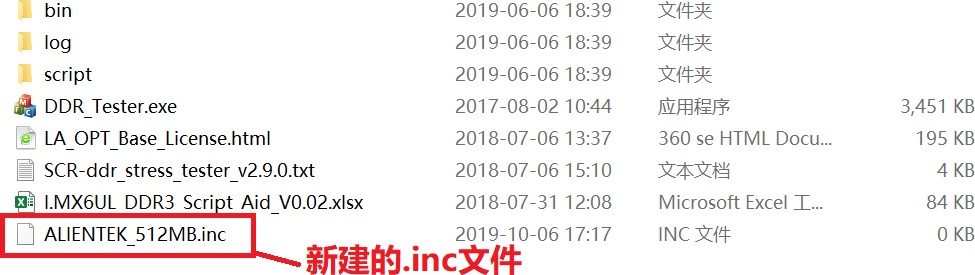 bin 2019-06-06 18:39 文件夹
log 2019-06-06 18:39 文件夹
script 2019-06-06 18:39 文件夹
DDR_Tester.exe 2017-08-02 10:44 应用程序 3,451 KB
LA_OPT_Base_License.html 2018-07-06 13:37 360 se HTML Docu... 195 KB
SCR-ddr_stress_tester_v2.9.0.txt 2018-07-06 15:10 文本文档 4 KB
I.MX6UL_DDR3_Script_Aid_V0.02.xlsx 2018-07-31 12:08 Microsoft Excel 工... 84 KB
ALIENTEK_512MB.inc 2019-10-06 17:17 INC 文件 0 KB
新建的.inc文件